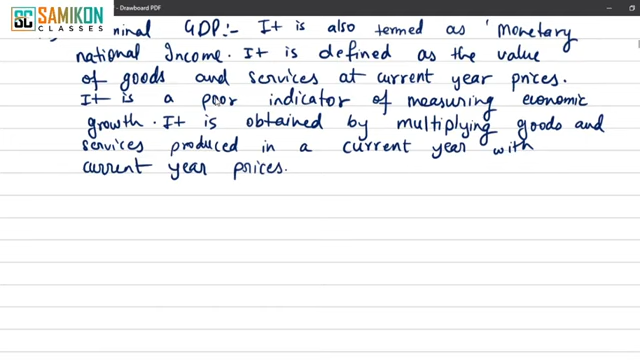 SC SAMIKON CLASSES - Drawboard PDF
minal GDP:- It is also termed as 'Monetary
national Income. It is defined as the value
of goods and services at current year prices.
It is a poor indicator of measuring economic
growth. It is obtained by multiplying goods and
services produced in a current year with
current year prices.